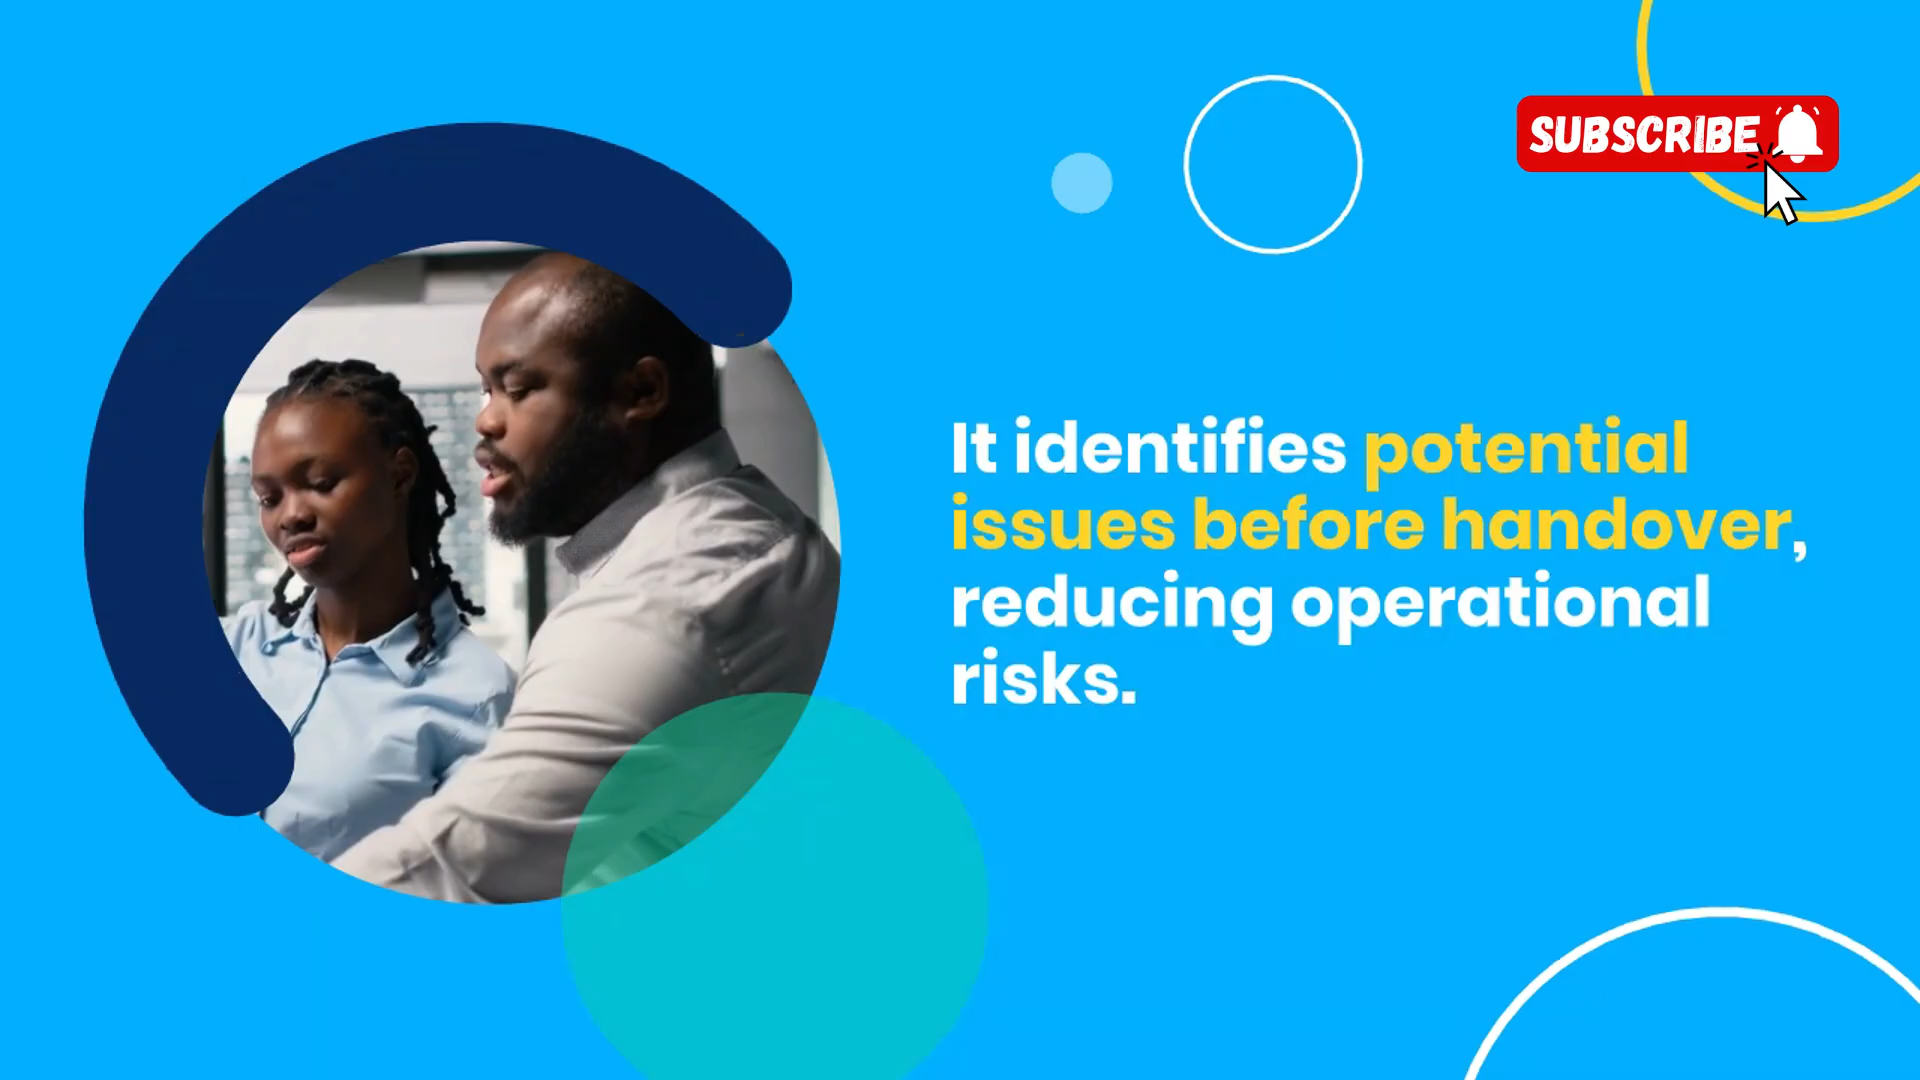 SUBSCRIBE
It identifies potential
issues before handover,
reducing operational
risks.